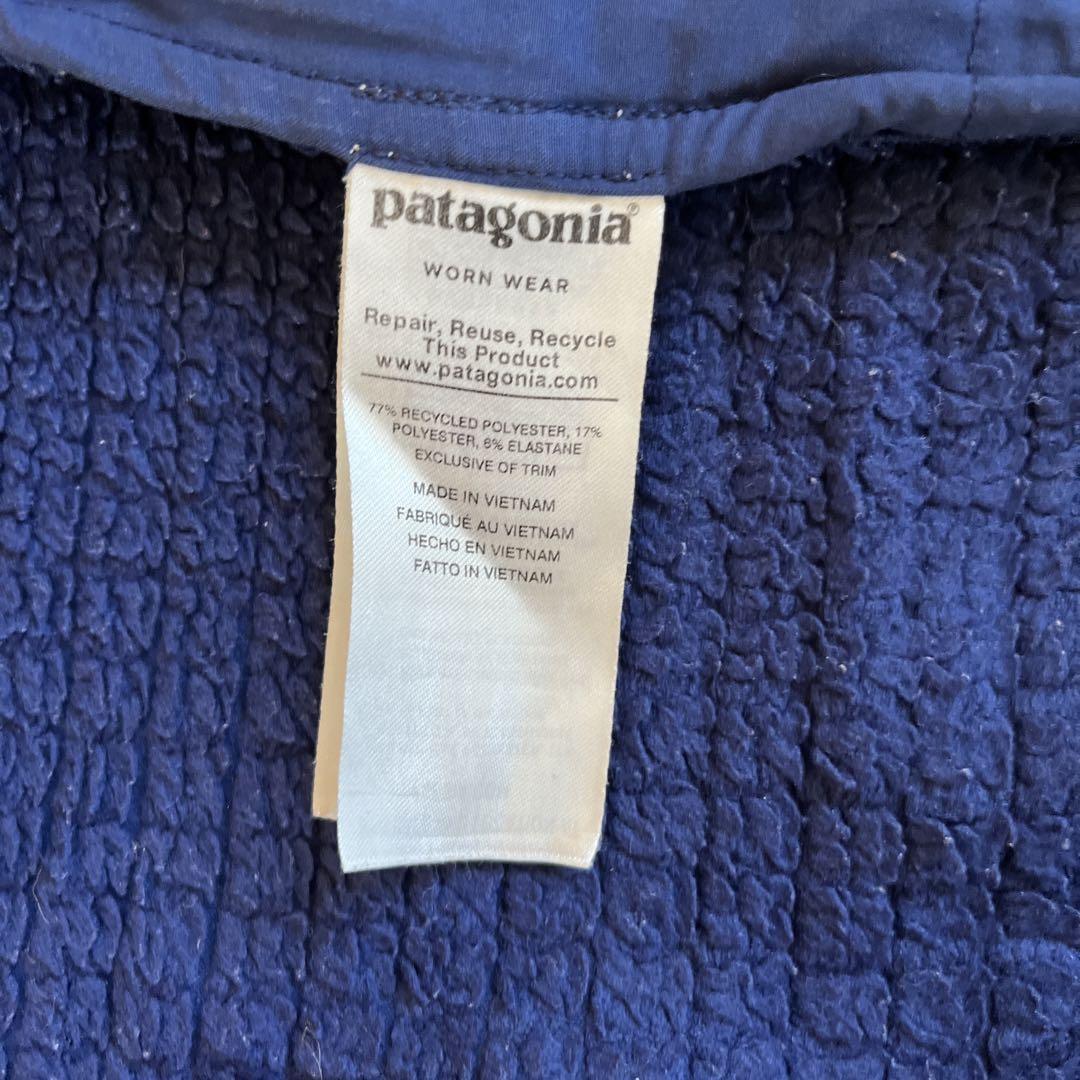 patagonia®
WORN WEAR
Repair, Reuse, Recycle
This Product
www.patagonia.com
77% RECYCLED POLYESTER, 17%
POLYESTER, 6% ELASTANE
EXCLUSIVE OF TRIM
MADE IN VIETNAM
FABRIQUÉ AU VIETNAM
HECHO EN VIETNAM
FATTO IN VIETNAM